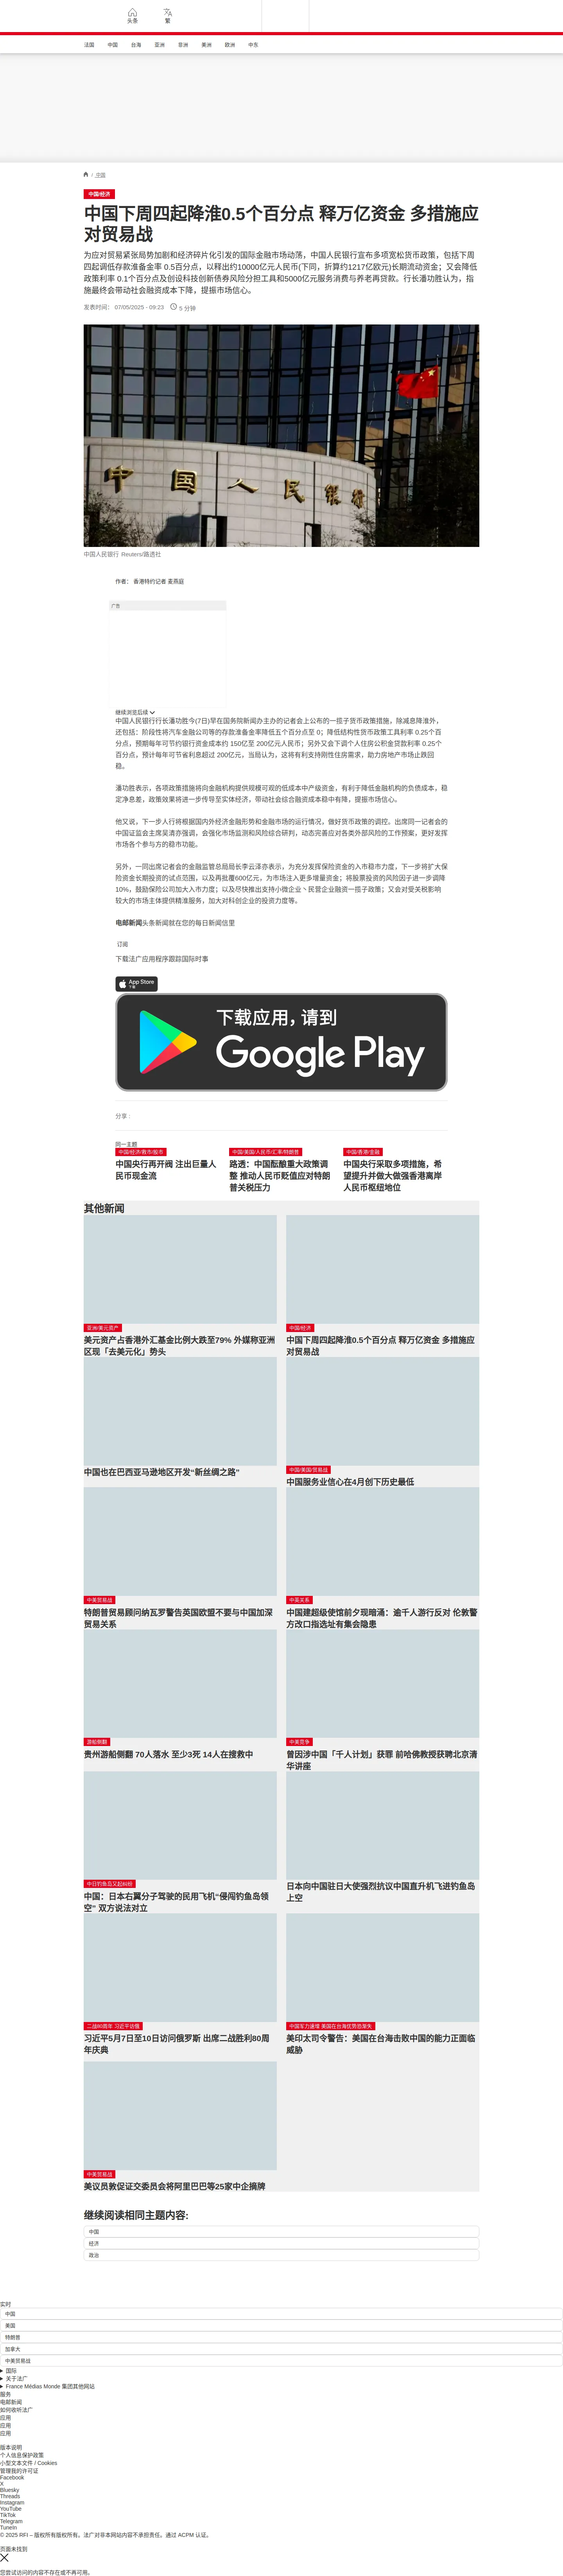 头条
繁
法国
中国
台海
亚洲
非洲
美洲
欧洲
中东
/ 中国
中国/经济
中国下周四起降淮0.5个百分点 释万亿资金 多措施应
对贸易战
为应对贸易紧张局势加剧和经济碎片化引发的国际金融市场动荡，中国人民银行宣布多项宽松货币政策，包括下周
四起调低存款准备金率 0.5百分点，以释出约10000亿元人民币(下同，折算约1217亿欧元)长期流动资金；又会降低
政策利率 0.1个百分点及创设科技创新债券风险分担工具和5000亿元服务消费与养老再贷款。行长潘功胜认为，指
施最终会带动社会融资成本下降，提振市场信心。
发表时间： 07/05/2025 - 09:23
5 分钟
中国人民银行
中国人民银行 Reuters/路透社
作者： 香港特约记者 麦燕庭
广告
继续浏览后续
中国人民银行行长潘功胜今(7日)早在国务院新闻办主办的记者会上公布的一揽子货币政策措施，除减息降淮外，
还包括：阶段性将汽车金融公司等的存款准备金率降低五个百分点至 0；降低结构性货币政策工具利率 0.25个百
分点，预期每年可节约银行资金成本约 150亿至 200亿元人民币；另外又会下调个人住房公积金贷款利率 0.25个
百分点，预计每年可节省利息超过 200亿元，当局认为，这将有利支持刚性住房需求，助力房地产市场止跌回
稳。
潘功胜表示，各项政策措施将向金融机构提供规模可观的低成本中产级资金，有利于降低金融机构的负债成本，稳
定净息差，政策效果将进一步传导至实体经济，带动社会综合融资成本稳中有降，提振市场信心。
他又说，下一步人行将根据国内外经济金融形势和金融市场的运行情况，做好货币政策的调控。出席同一记者会的
中国证监会主席吴清亦强调，会强化市场监测和风险综合研判，动态完善应对各类外部风险的工作预案，更好发挥
市场各个参与方的稳市功能。
另外，一同出席记者会的金融监管总局局长李云泽亦表示，为充分发挥保险资金的入市稳市力度，下一步将扩大保
险资金长期投资的试点范围，以及再批覆600亿元，为市场注入更多增量资金；将股票投资的风险因子进一步调降
10%，鼓励保险公司加大入市力度；以及尽快推出支持小微企业丶民营企业融资一揽子政策；又会对受关税影响
较大的市场主体提供精准服务，加大对科创企业的投资力度等。
电邮新闻头条新闻就在您的每日新闻信里
订阅
下载法广应用程序跟踪国际时事
App Store
下载
下载应用，请到
Google Play
分享 :
同一主题
中国/经济/救市/股市
中国央行再开阀 注出巨量人
民币现金流
中国/美国/人民币/汇率/特朗普
路透：中国酝酿重大政策调
整 推动人民币贬值应对特朗
普关税压力
中国/香港/金融
中国央行采取多项措施，希
望提升并做大做强香港离岸
人民币枢纽地位
其他新闻
亚洲/美元资产
美元资产占香港外汇基金比例大跌至79% 外媒称亚洲
区现「去美元化」势头
中国/经济
中国下周四起降淮0.5个百分点 释万亿资金 多措施应
对贸易战
中国也在巴西亚马逊地区开发“新丝绸之路”
中国/美国/贸易战
中国服务业信心在4月创下历史最低
中美贸易战
特朗普贸易顾问纳瓦罗警告英国欧盟不要与中国加深
贸易关系
中英关系
中国建超级使馆前夕现暗涌：逾千人游行反对 伦敦警
方改口指选址有集会隐患
游船侧翻
贵州游船侧翻 70人落水 至少3死 14人在搜救中
中美竞争
曾因涉中国「千人计划」获罪 前哈佛教授获聘北京清
华讲座
中日钓鱼岛又起纠纷
中国：日本右翼分子驾驶的民用飞机"侵闯钓鱼岛领
空" 双方说法对立
日本向中国驻日大使强烈抗议中国直升机飞进钓鱼岛
上空
二战80周年 习近平访俄
习近平5月7日至10日访问俄罗斯 出席二战胜利80周
年庆典
中国军力递增 美国在台海优势恐渐失
美印太司令警告：美国在台海击败中国的能力正面临
威胁
中美贸易战
美议员敦促证交委员会将阿里巴巴等25家中企摘牌
继续阅读相同主题内容:
中国
经济
政治
实时
中国
美国
特朗普
加拿大
中美贸易战
国际
关于法广
France Médias Monde 集团其他网站
服务
电邮新闻
如何收听法广
应用
应用
应用
版本说明
个人信息保护政策
小型文本文件 / Cookies
管理我的许可证
Facebook
X
Bluesky
Threads
Instagram
YouTube
TikTok
Telegram
TuneIn
© 2025 RFI – 版权所有版权所有。法广对非本网站内容不承担责任。通过 ACPM 认证。
页面未找到
您尝试访问的内容不存在或不再可用。